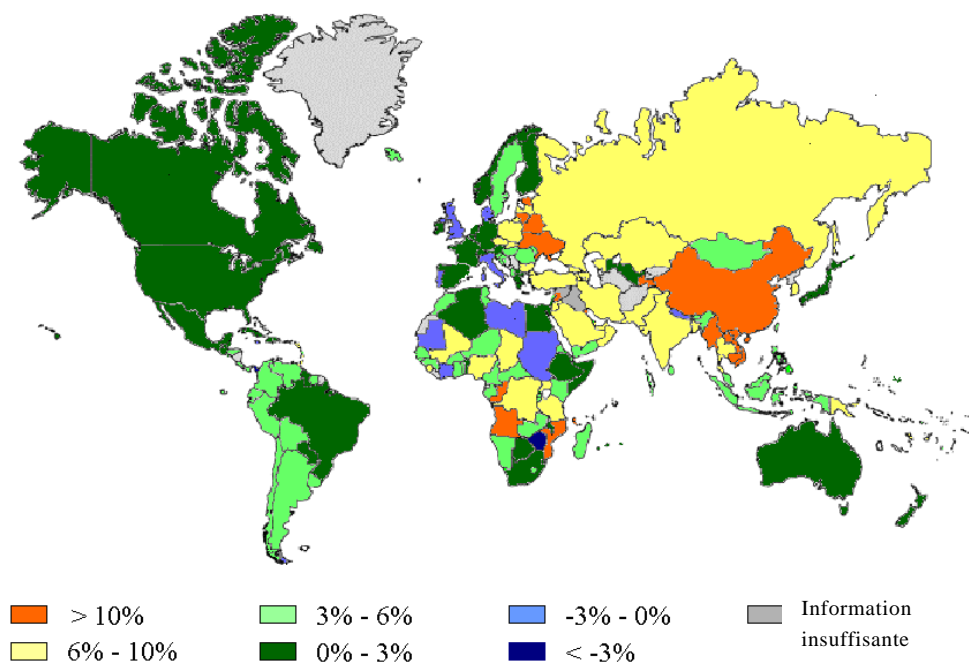 > 10%
3% - 6%
-3% - 0%
Information
insuffisante
6% - 10%
0% - 3%
< -3%